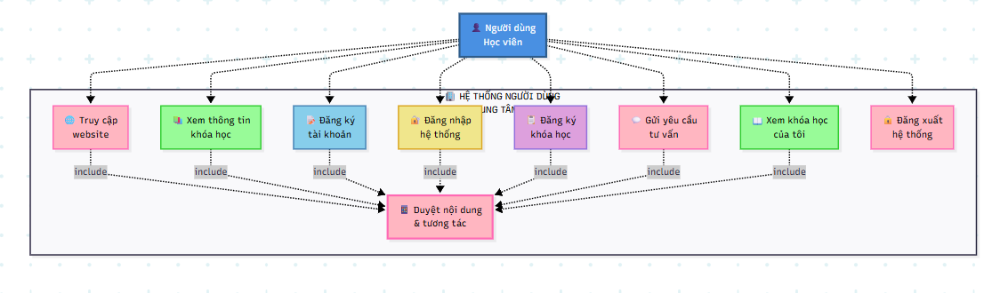 Người dùng
Học viên
HỆ THỐNG NGƯỜI DÙNG
UNG TÂM
Truy cập
website
Xem thông tin
khóa học
Đăng ký
tài khoản
Đăng nhập
hệ thống
Đăng ký
khóa học
Gửi yêu cầu
tư vấn
Xem khóa học
của tôi
Đăng xuất
hệ thống
include
include
include
include
include
include
include
Duyệt nội dung
& tương tác